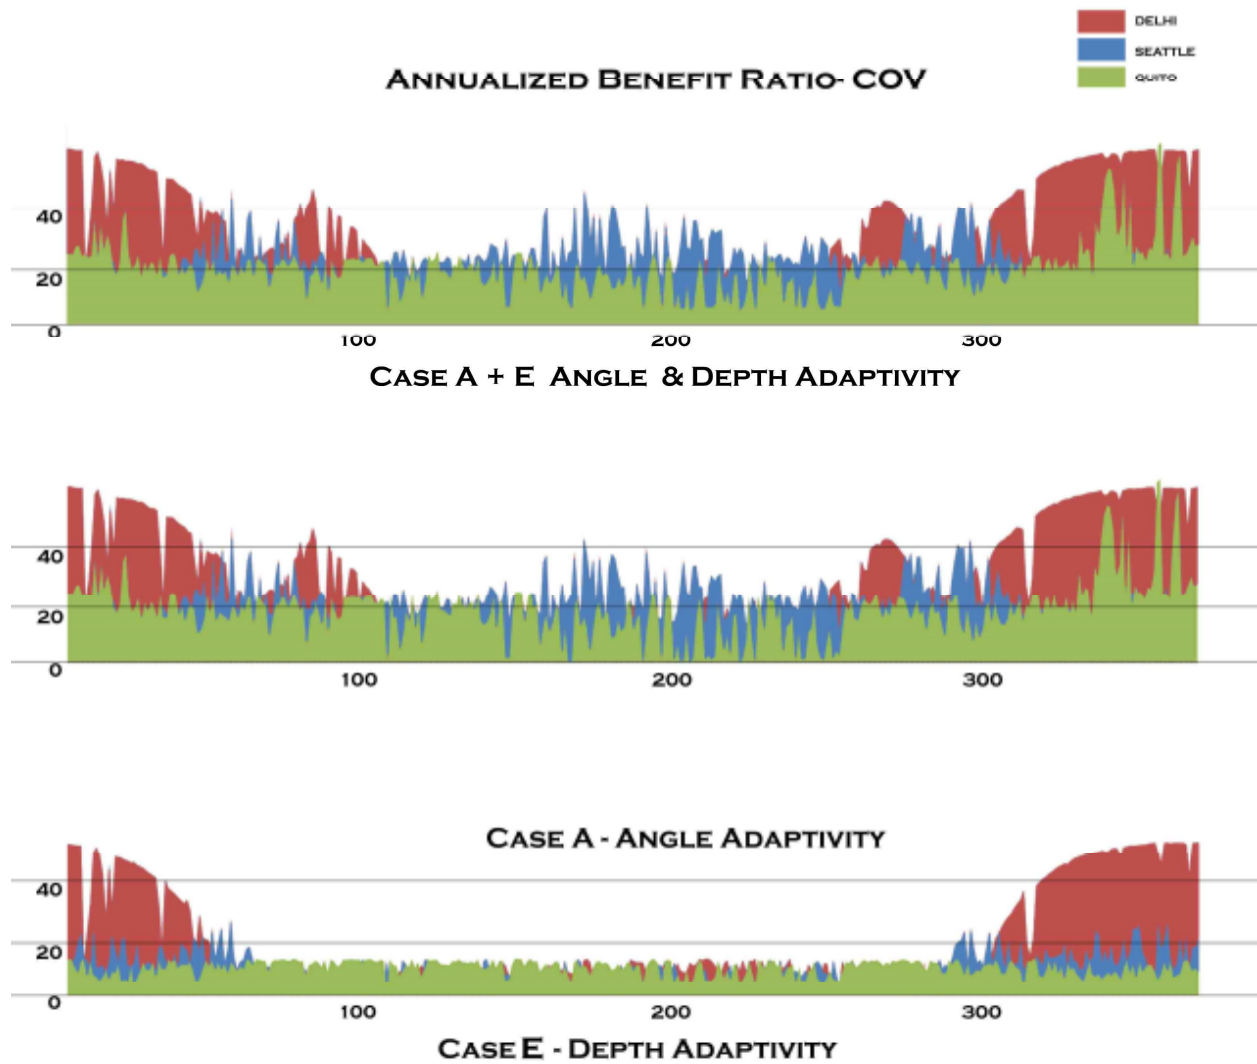 DELHI
SEATTLE
QUITO
ANNUALIZED BENEFIT RATIO- COV
40
20
0
100 200 300
CASE A + E ANGLE & DEPTH ADAPTIVITY
40
20
0
100 200 300
CASE A - ANGLE ADAPTIVITY
40
20
0
100 200 300
CASE E - DEPTH ADAPTIVITY